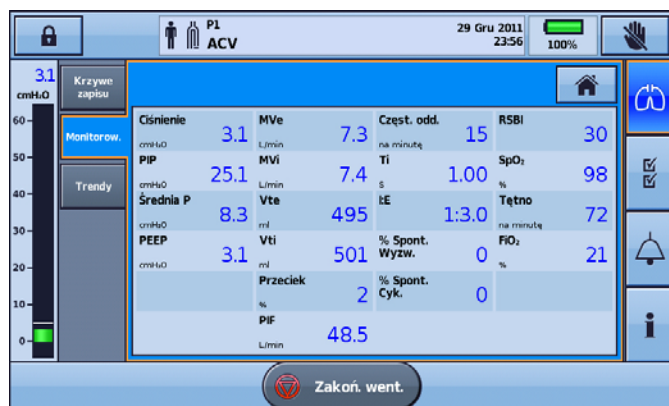 P1
ACV
29 Gru 2011
23:56
100%
3.1
cmH₂O
60
50
40
30
20
10
0
Krzywe
zapisu
Monitorow.
Trendy
Ciśnienie
cmH₂O
3.1
MVe
L/min
7.3
Częst. odd.
na minutę
15
RSBI
30
PIP
cmH₂O
25.1
MVi
L/min
7.4
Ti
s
1.00
SpO₂
%
98
Średnia P
cmH₂O
8.3
Vte
ml
495
I:E
1:3.0
Tętno
na minutę
72
PEEP
cmH₂O
3.1
Vti
ml
501
% Spont.
Wyzw.
0
FiO₂
%
21
Przeciek
%
2
% Spont.
Cyk.
0
PIF
L/min
48.5
Zakoń. went.